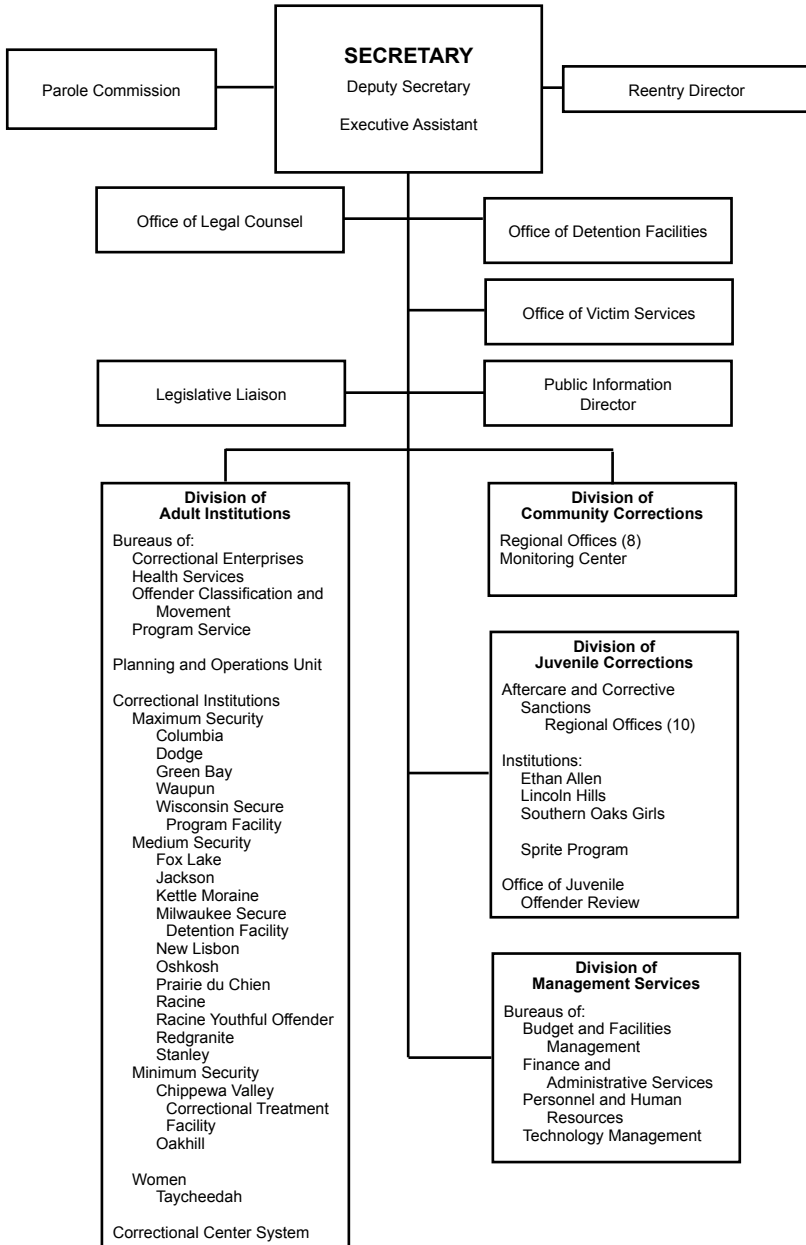 SECRETARY
Deputy Secretary
Executive Assistant
Parole Commission
Reentry Director
Office of Legal Counsel
Office of Detention Facilities
Office of Victim Services
Legislative Liaison
Public Information
Director
Division of
Adult Institutions
Bureaus of:
Correctional Enterprises
Health Services
Offender Classification and
Movement
Program Service
Planning and Operations Unit
Correctional Institutions
Maximum Security
Columbia
Dodge
Green Bay
Waupun
Wisconsin Secure
Program Facility
Medium Security
Fox Lake
Jackson
Kettle Moraine
Milwaukee Secure
Detention Facility
New Lisbon
Oshkosh
Prairie du Chien
Racine
Racine Youthful Offender
Redgranite
Stanley
Minimum Security
Chippewa Valley
Correctional Treatment
Facility
Oakhill
Women
Taycheedah
Correctional Center System
Division of
Community Corrections
Regional Offices (8)
Monitoring Center
Division of
Juvenile Corrections
Aftercare and Corrective
Sanctions
Regional Offices (10)
Institutions:
Ethan Allen
Lincoln Hills
Southern Oaks Girls
Sprite Program
Office of Juvenile
Offender Review
Division of
Management Services
Bureaus of:
Budget and Facilities
Management
Finance and
Administrative Services
Personnel and Human
Resources
Technology Management